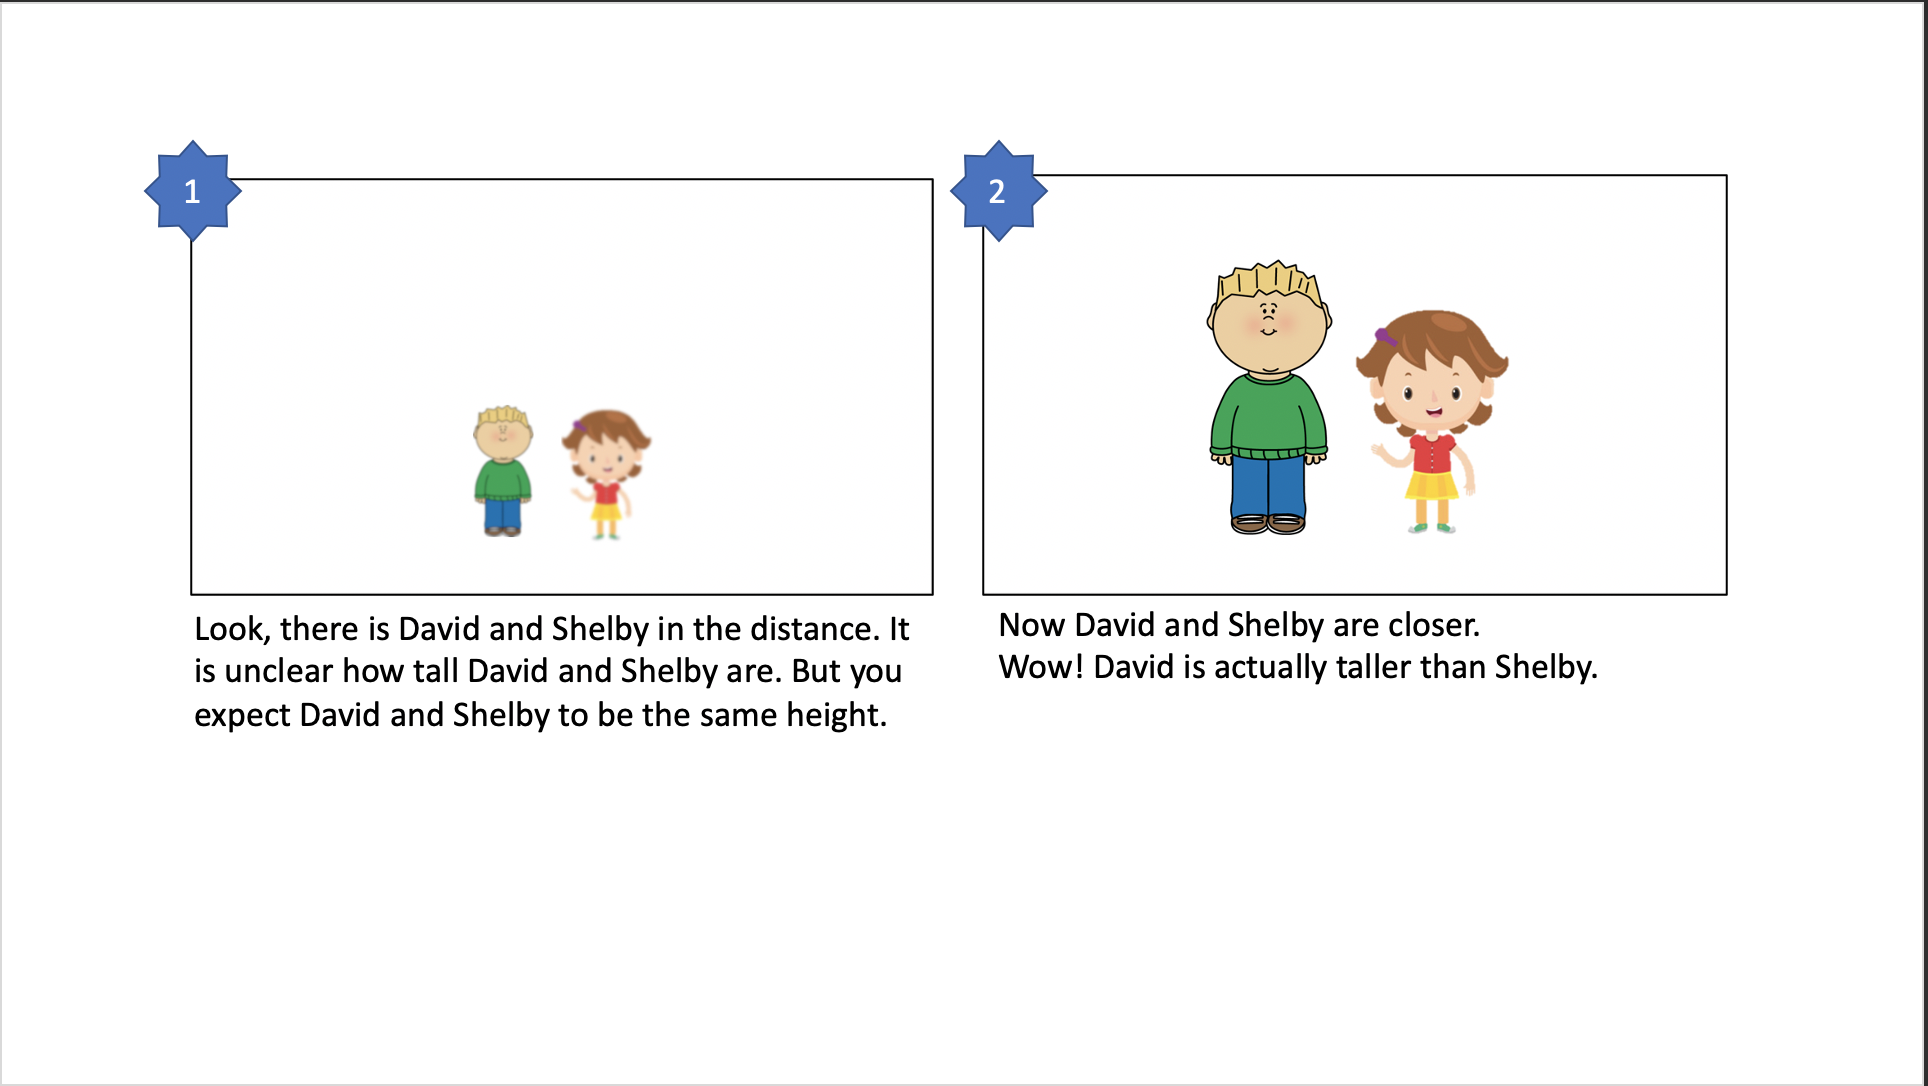 1
Look, there is David and Shelby in the distance. It
is unclear how tall David and Shelby are. But you
expect David and Shelby to be the same height.
2
Now David and Shelby are closer.
Wow! David is actually taller than Shelby.